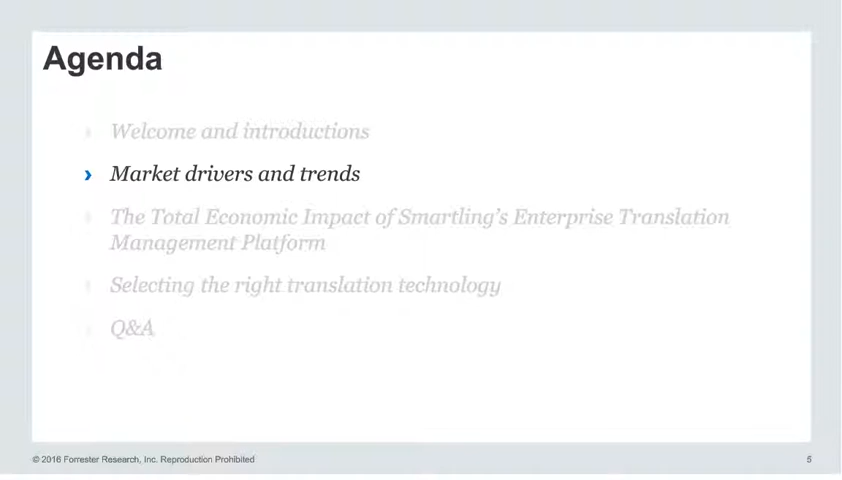 Agenda
Welcome and introductions
› Market drivers and trends
The Total Economic Impact of Smartling’s Enterprise Translation
Management Platform
Selecting the right translation technology
Q&A
© 2016 Forrester Research, Inc. Reproduction Prohibited
5